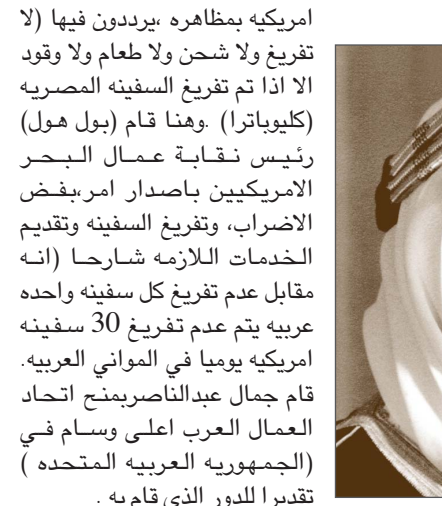 امريكيه بمظاهره ،يرددون فيها (لا
تفريغ ولا شحن ولا طعام ولا وقود
الا اذا تم تفريغ السفينه المصريه
(كليوباترا) .وهنا قام (بول هول)
رئيس نقابة عمال البحر
الامريكيين باصدار امر،بفض
الاضراب، وتفريغ السفينه وتقديم
الخدمات اللازمه شارحا (انه
مقابل عدم تفريغ كل سفينه واحده
عربيه يتم عدم تفريغ 30 سفينه
امريكيه يوميا في المواني العربيه.
قام جمال عبدالناصربمنح اتحاد
العمال العرب اعلى وسام في
(الجمهوريه العربيه المتحده )
تقديرا للدور الذي قام به .